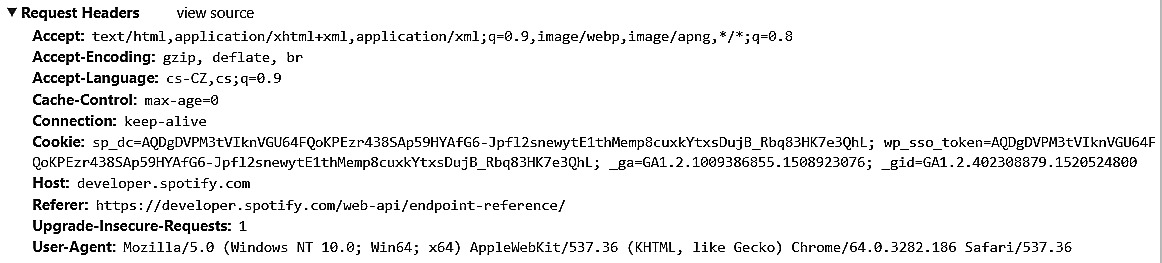 ▼ Request Headers view source
Accept: text/html,application/xhtml+xml,application/xml;q=0.9,image/webp,image/apng,*/*;q=0.8
Accept-Encoding: gzip, deflate, br
Accept-Language: cs-CZ,cs;q=0.9
Cache-Control: max-age=0
Connection: keep-alive
Cookie: sp_dc=AQDgDVPM3tVIknVGU64FQoKPEzr438SAp59HYAfG6-Jpfl2snewytE1thMemp8cuxkYtxsDujB_Rbq83HK7e3QhL; wp_sso_token=AQDgDVPM3tVIknVGU64F
QoKPEzr438SAp59HYAfG6-Jpfl2snewytE1thMemp8cuxkYtxsDujB_Rbq83HK7e3QhL; _ga=GA1.2.1009386855.1508923076; _gid=GA1.2.402308879.1520524800
Host: developer.spotify.com
Referer: https://developer.spotify.com/web-api/endpoint-reference/
Upgrade-Insecure-Requests: 1
User-Agent: Mozilla/5.0 (Windows NT 10.0; Win64; x64) AppleWebKit/537.36 (KHTML, like Gecko) Chrome/64.0.3282.186 Safari/537.36